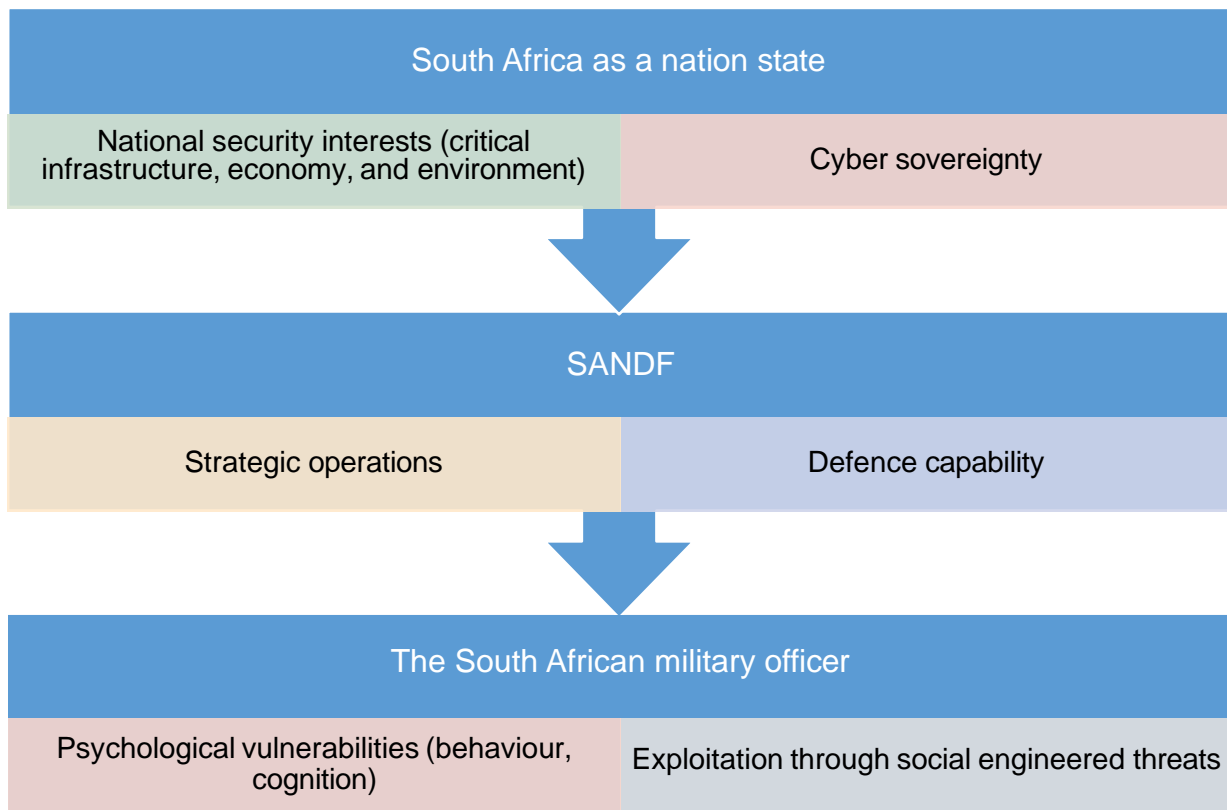 South Africa as a nation state
National security interests (critical
infrastructure, economy, and environment)
Cyber sovereignty
SANDF
Strategic operations
Defence capability
The South African military officer
Psychological vulnerabilities (behaviour,
cognition)
Exploitation through social engineered threats